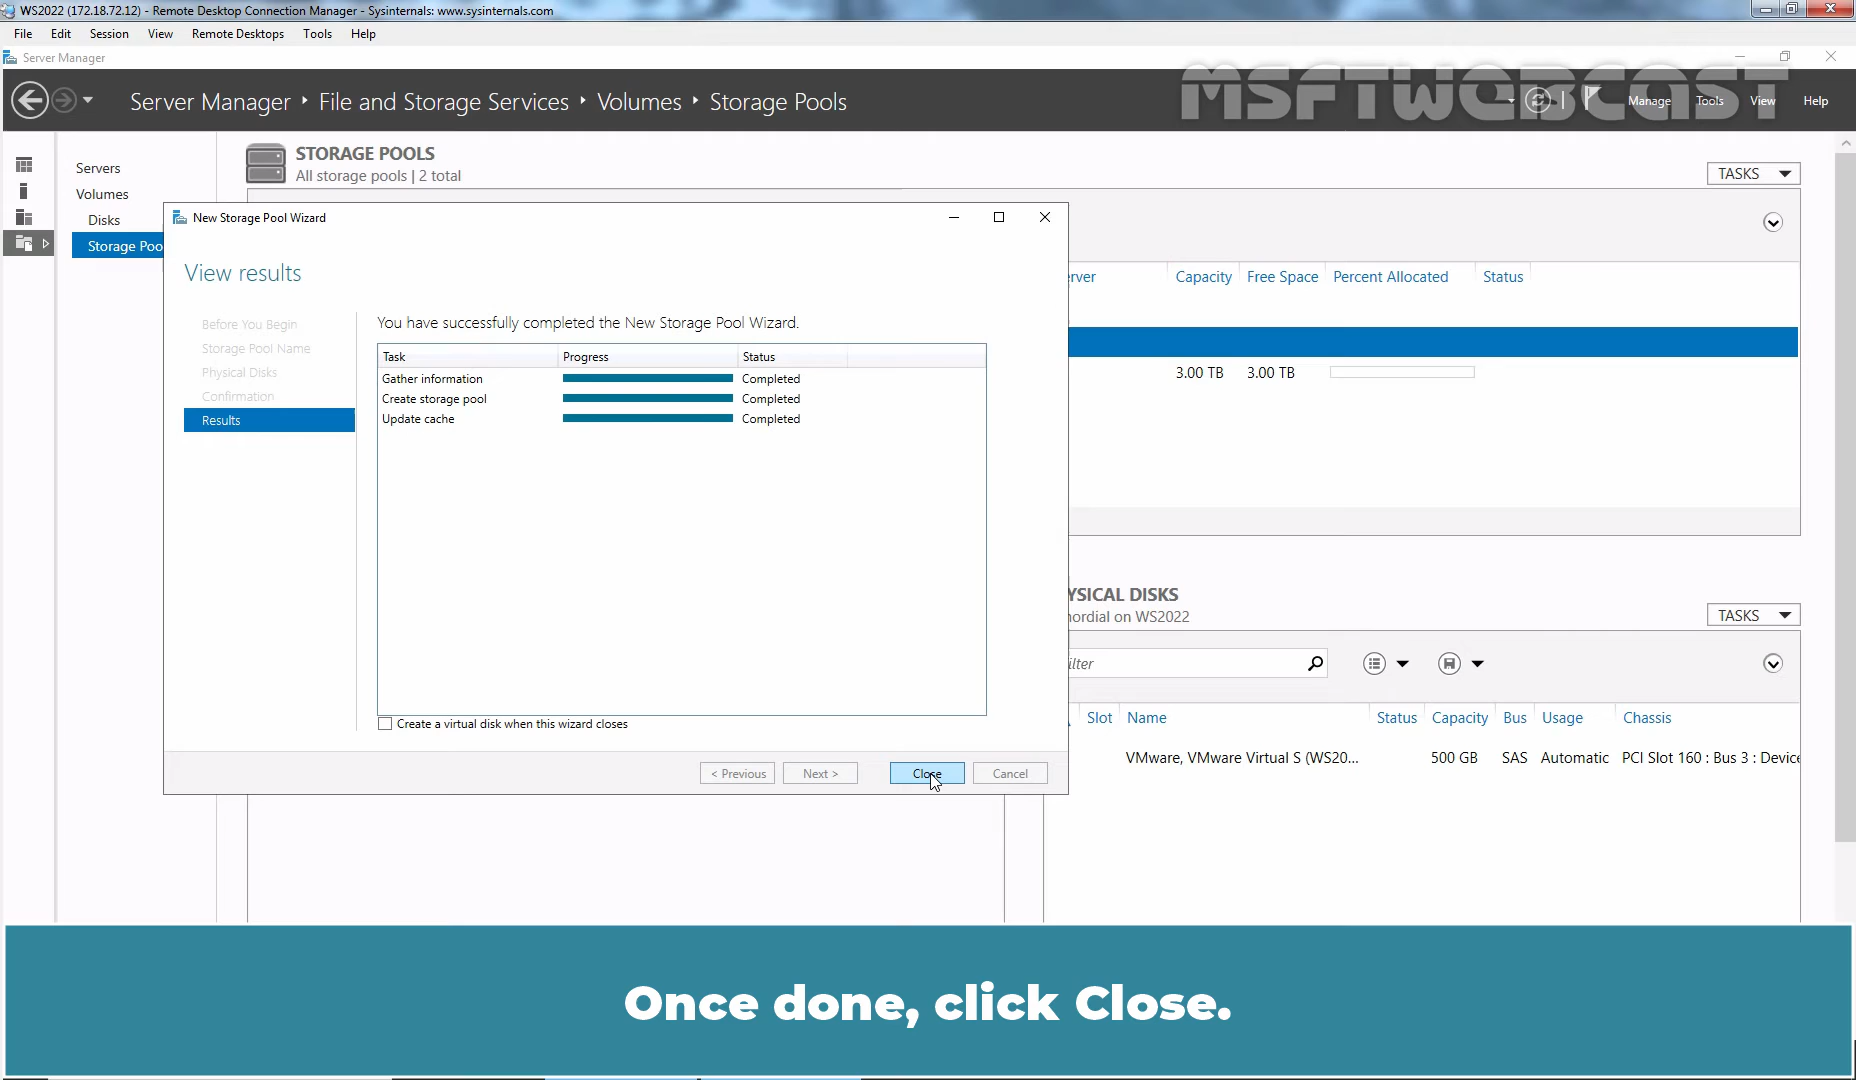 WS2022 (172.18.72.12) - Remote Desktop Connection Manager - Sysinternals: www.sysinternals.com
File Edit Session View Remote Desktops Tools Help
Server Manager
Server Manager ‣ File and Storage Services ‣ Volumes ‣ Storage Pools
MSFTWEBCAST
Manage Tools View Help
Servers
Volumes
Disks
Storage Poo
STORAGE POOLS
All storage pools | 2 total
TASKS
New Storage Pool Wizard
View results
Before You Begin
Storage Pool Name
Physical Disks
Confirmation
Results
You have successfully completed the New Storage Pool Wizard.
Task Progress Status
Gather information Completed
Create storage pool Completed
Update cache Completed
Create a virtual disk when this wizard closes
< Previous Next > Close Cancel
erver Capacity Free Space Percent Allocated Status
3.00 TB 3.00 TB
YSICAL DISKS
mordial on WS2022
TASKS
ilter
Slot Name Status Capacity Bus Usage Chassis
VMware, VMware Virtual S (WS20... 500 GB SAS Automatic PCI Slot 160 : Bus 3 : Device
Once done, click Close.